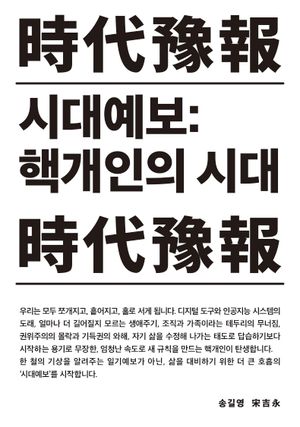 時代豫報
시대예보:
핵개인의 시대
時代豫報
우리는 모두 쪼개지고, 흩어지고, 홀로 서게 됩니다. 디지털 도구와 인공지능 시스템의
도래, 얼마나 더 길어질지 모르는 생애주기, 조직과 가족이라는 테두리의 무너짐,
권위주의의 몰락과 기득권의 와해, 자기 삶을 수정해 나가는 태도로 답습하기보다
시작하는 용기로 무장한, 엄청난 속도로 새 규칙을 만드는 핵개인이 탄생합니다.
한 철의 기상을 알려주는 일기예보가 아닌, 삶을 대비하기 위한 더 큰 호흡의
'시대예보'를 시작합니다.
송길영 宋吉永